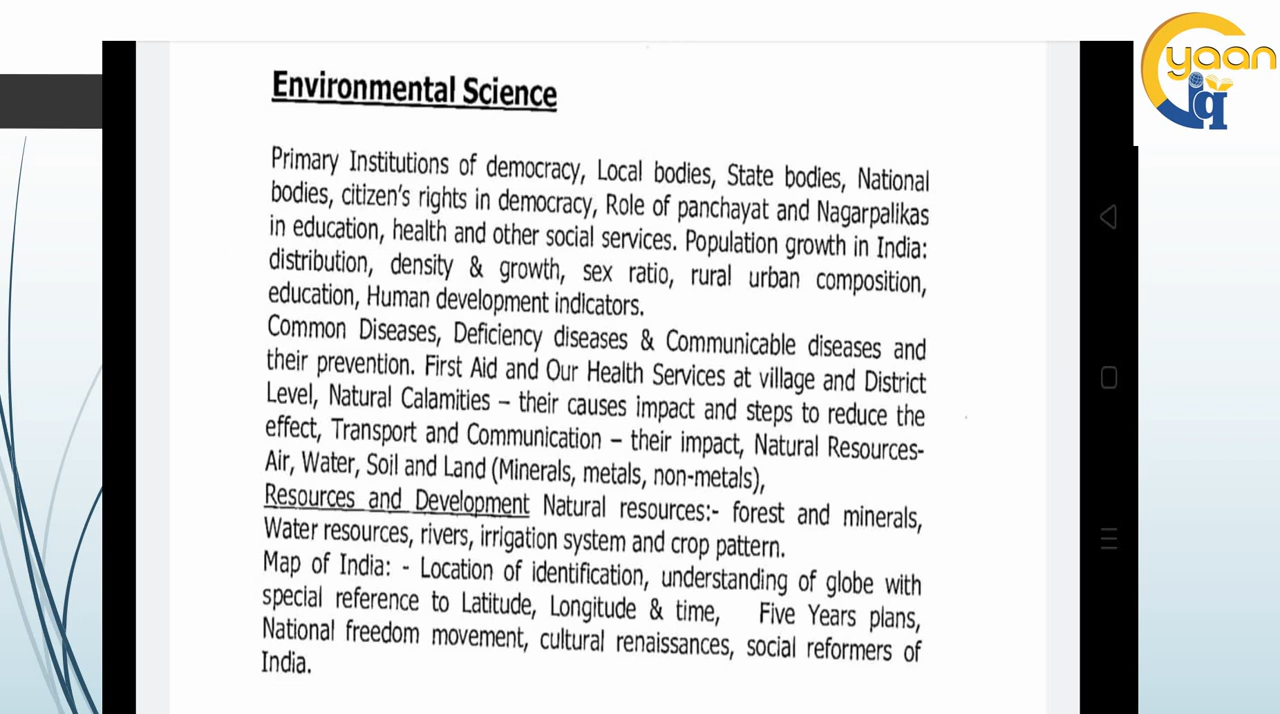 yaan
iq
Environmental Science
Primary Institutions of democracy, Local bodies, State bodies, National
bodies, citizen's rights in democracy, Role of panchayat and Nagarpalikas
in education, health and other social services. Population growth in India:
distribution, density & growth, sex ratio, rural urban composition,
education, Human development indicators.
Common Diseases, Deficiency diseases & Communicable diseases and
their prevention. First Aid and Our Health Services at village and District
Level, Natural Calamities – their causes impact and steps to reduce the
effect, Transport and Communication – their impact, Natural Resources-
Air, Water, Soil and Land (Minerals, metals, non-metals),
Resources and Development Natural resources:- forest and minerals,
Water resources, rivers, irrigation system and crop pattern.
Map of India: - Location of identification, understanding of globe with
special reference to Latitude, Longitude & time, Five Years plans,
National freedom movement, cultural renaissances, social reformers of
India.